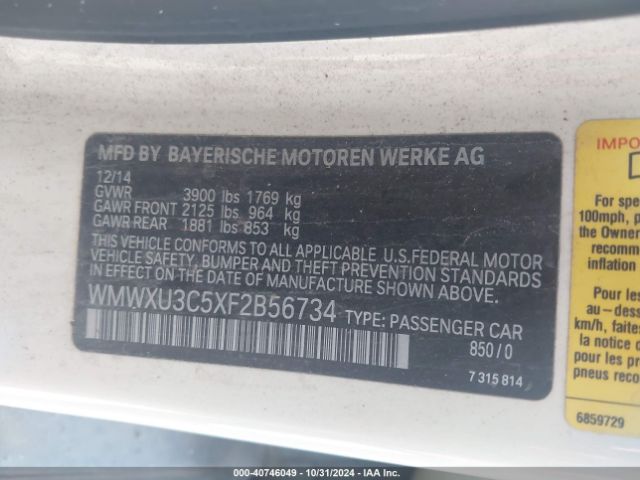 MFD BY BAYERISCHE MOTOREN WERKE AG
12/14
GVWR 3900 lbs 1769 kg
GAWR FRONT 2125 lbs 964 kg
GAWR REAR 1881 lbs 853 kg
THIS VEHICLE CONFORMS TO ALL APPLICABLE U.S.FEDERAL MOTOR
VEHICLE SAFETY, BUMPER, AND THEFT PREVENTION STANDARDS
IN EFFECT ON THE DATE OF MANUFACTURE SHOWN ABOVE.
WMWXU3C5XF2B56734 TYPE: PASSENGER CAR
850/0
7 315 814
For spe
100mph, p
the Owner
recomm
inflation
Pour les
au-dess
km/h, faites
la notice d
pour les pr
pneus recom
6859729
000-40746049 - 10/31/2024 - IAA Inc.